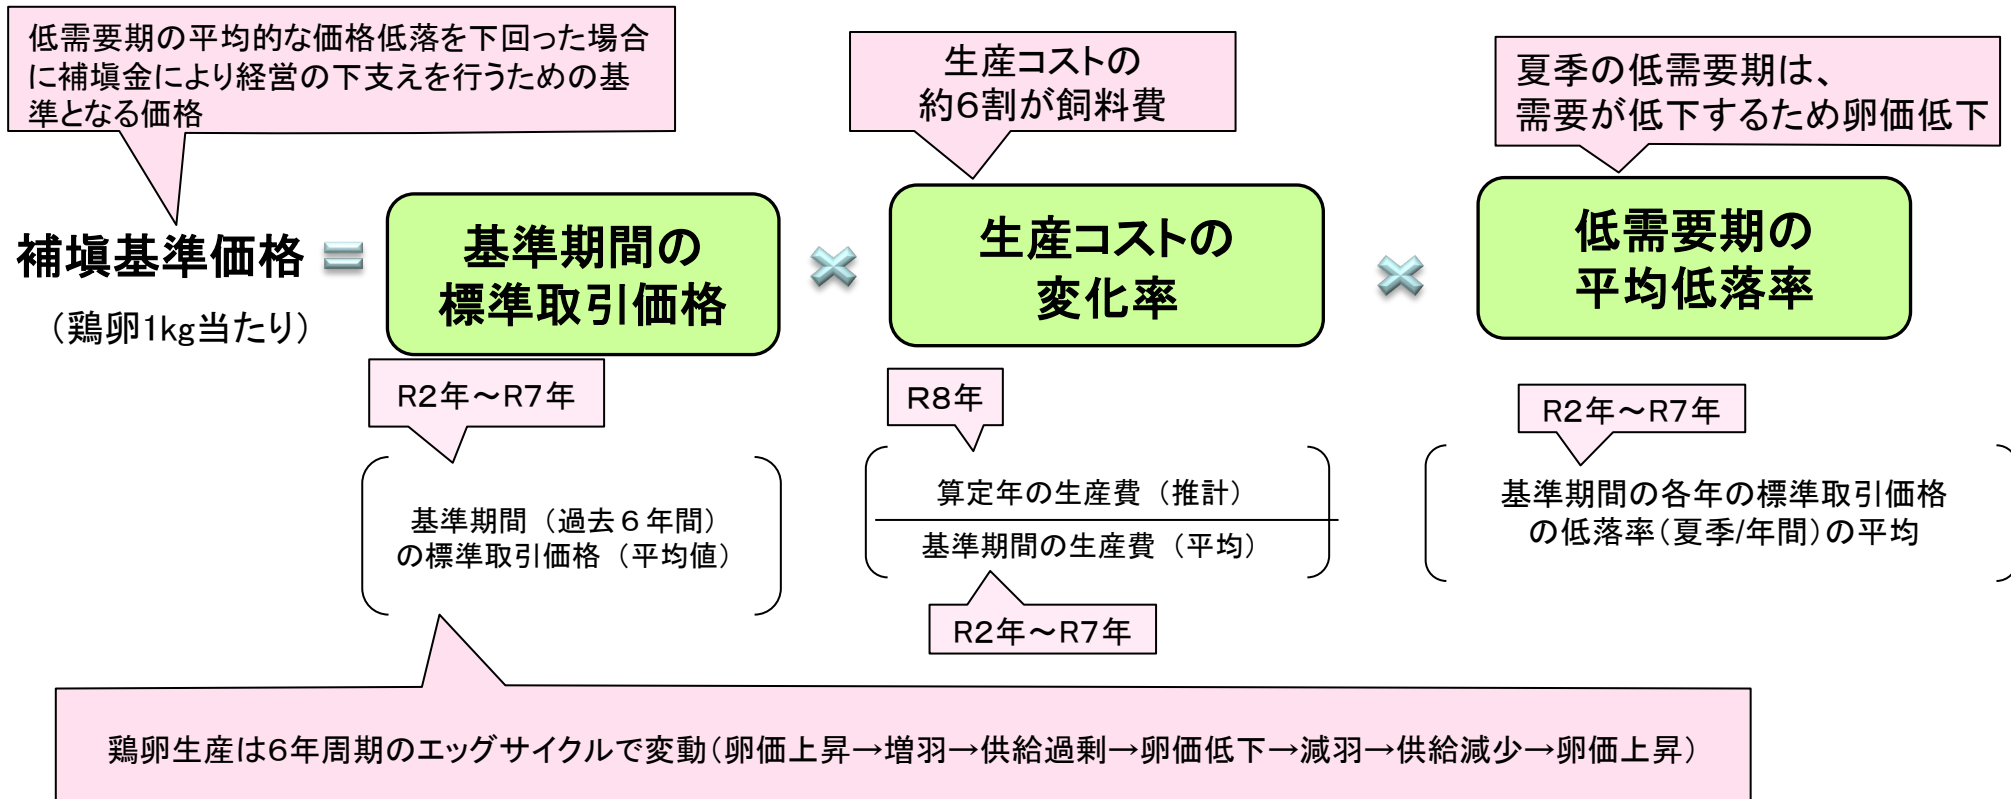 低需要期の平均的な価格低落を下回った場合
に補填金により経営の下支えを行うための基
準となる価格
生産コストの
約6割が飼料費
夏季の低需要期は、
需要が低下するため卵価低下
補塡基準価格
=
基準期間の
標準取引価格
×
生産コストの
変化率
×
低需要期の
平均低落率
（鶏卵1kg当たり）
R2年～R7年
R8年
R2年～R7年
基準期間（過去６年間）
の標準取引価格（平均値）
算定年の生産費（推計）
基準期間の生産費（平均）
基準期間の各年の標準取引価格
の低落率（夏季/年間）の平均
R2年～R7年
鶏卵生産は6年周期のエッグサイクルで変動（卵価上昇→増羽→供給過剰→卵価低下→減羽→供給減少→卵価上昇）